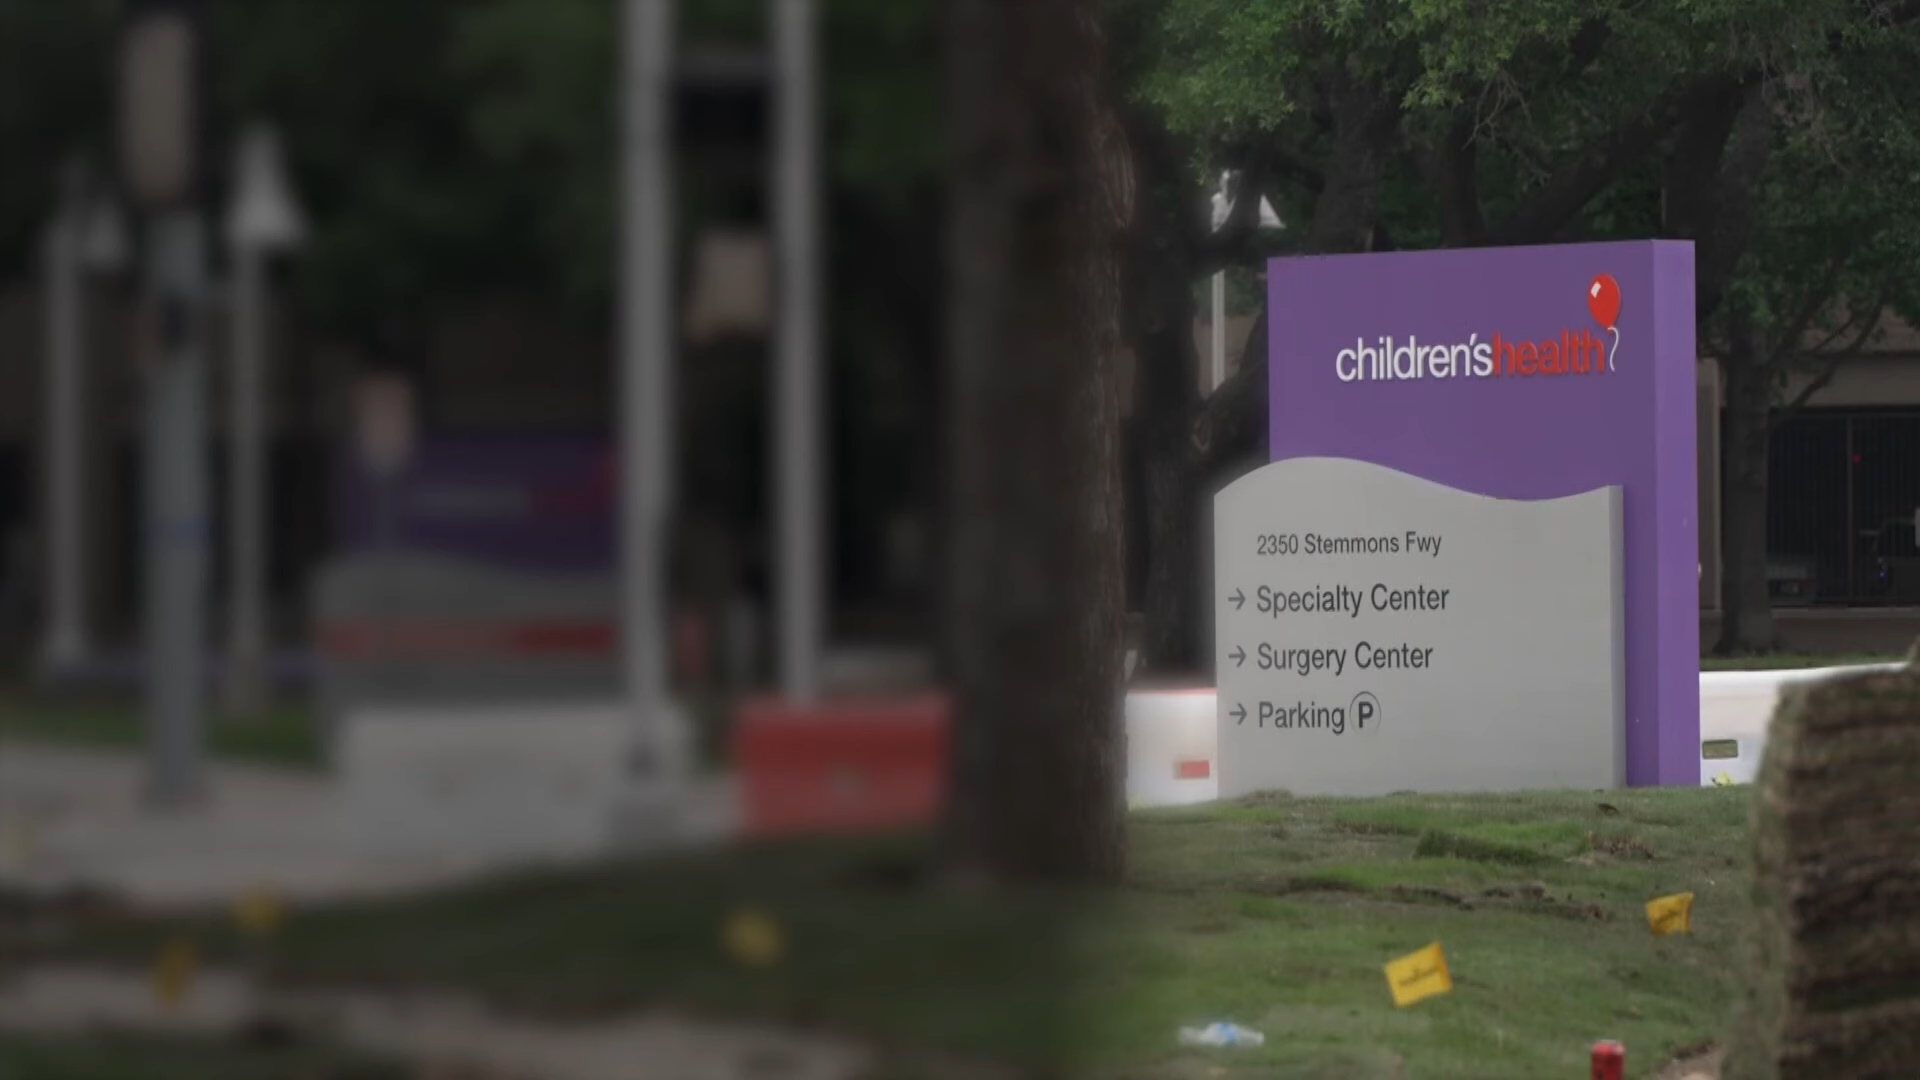 children'shealth
2350 Stemmons Fwy
→ Specialty Center
→ Surgery Center
→ Parking P